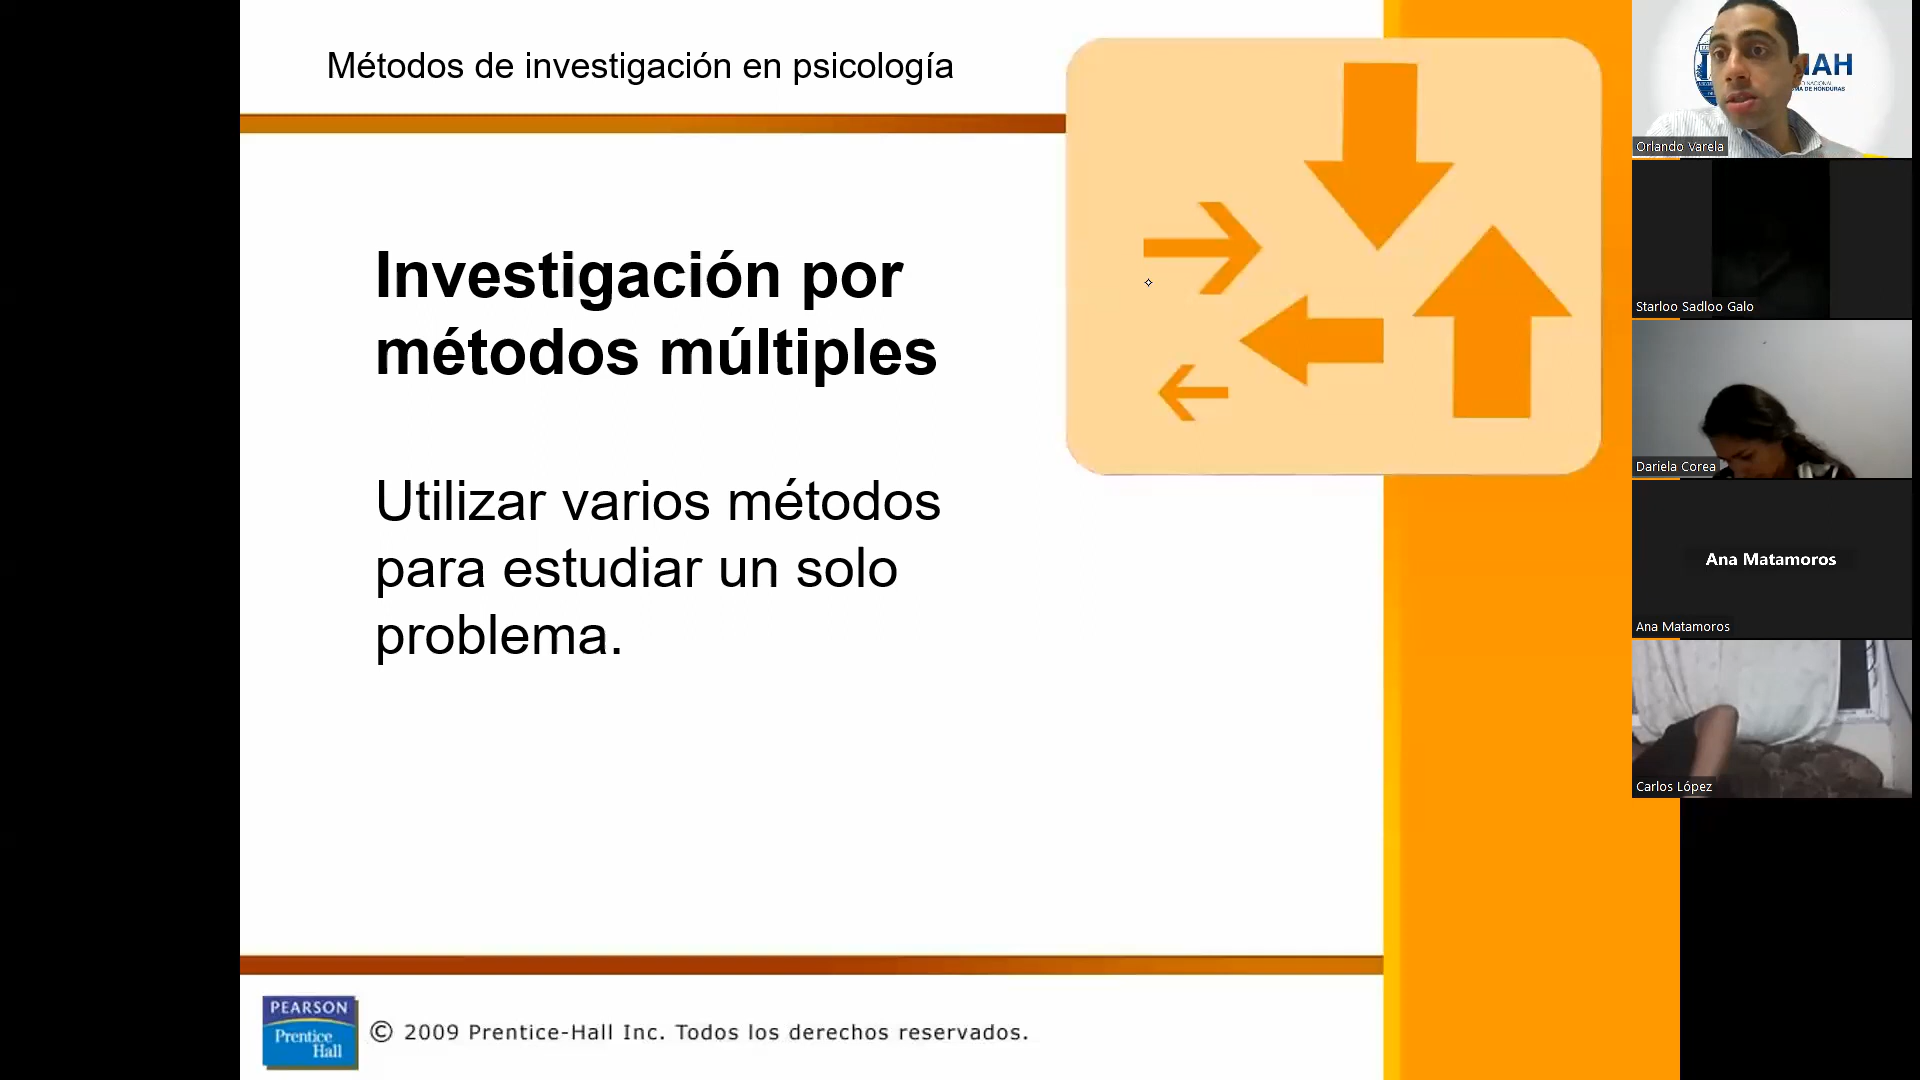 Métodos de investigación en psicología
Investigación por
métodos múltiples
Utilizar varios métodos
para estudiar un solo
problema.
PEARSON
Prentice
Hall
© 2009 Prentice-Hall Inc. Todos los derechos reservados.
Orlando Varela
Starloo Sadloo Galo
Dariela Corea
Ana Matamoros
Ana Matamoros
Carlos López